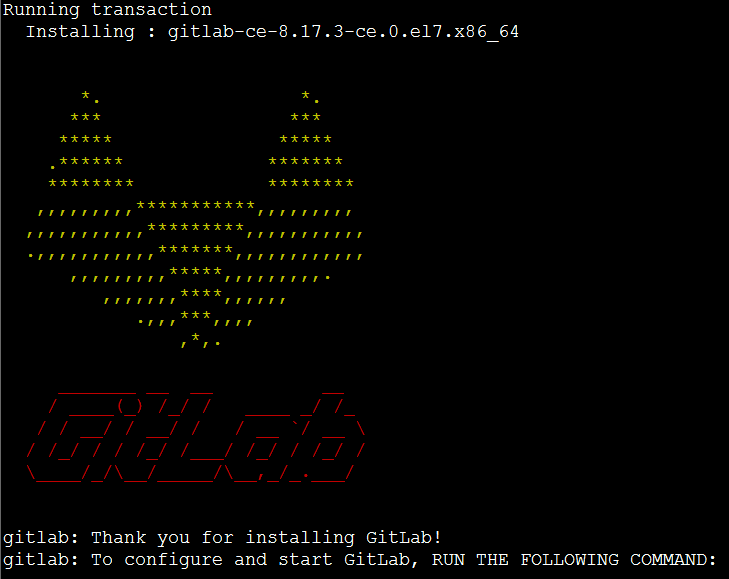 Running transaction
  Installing : gitlab-ce-8.17.3-ce.0.el7.x86_64
GitLab
gitlab: Thank you for installing GitLab!
gitlab: To configure and start GitLab, RUN THE FOLLOWING COMMAND: